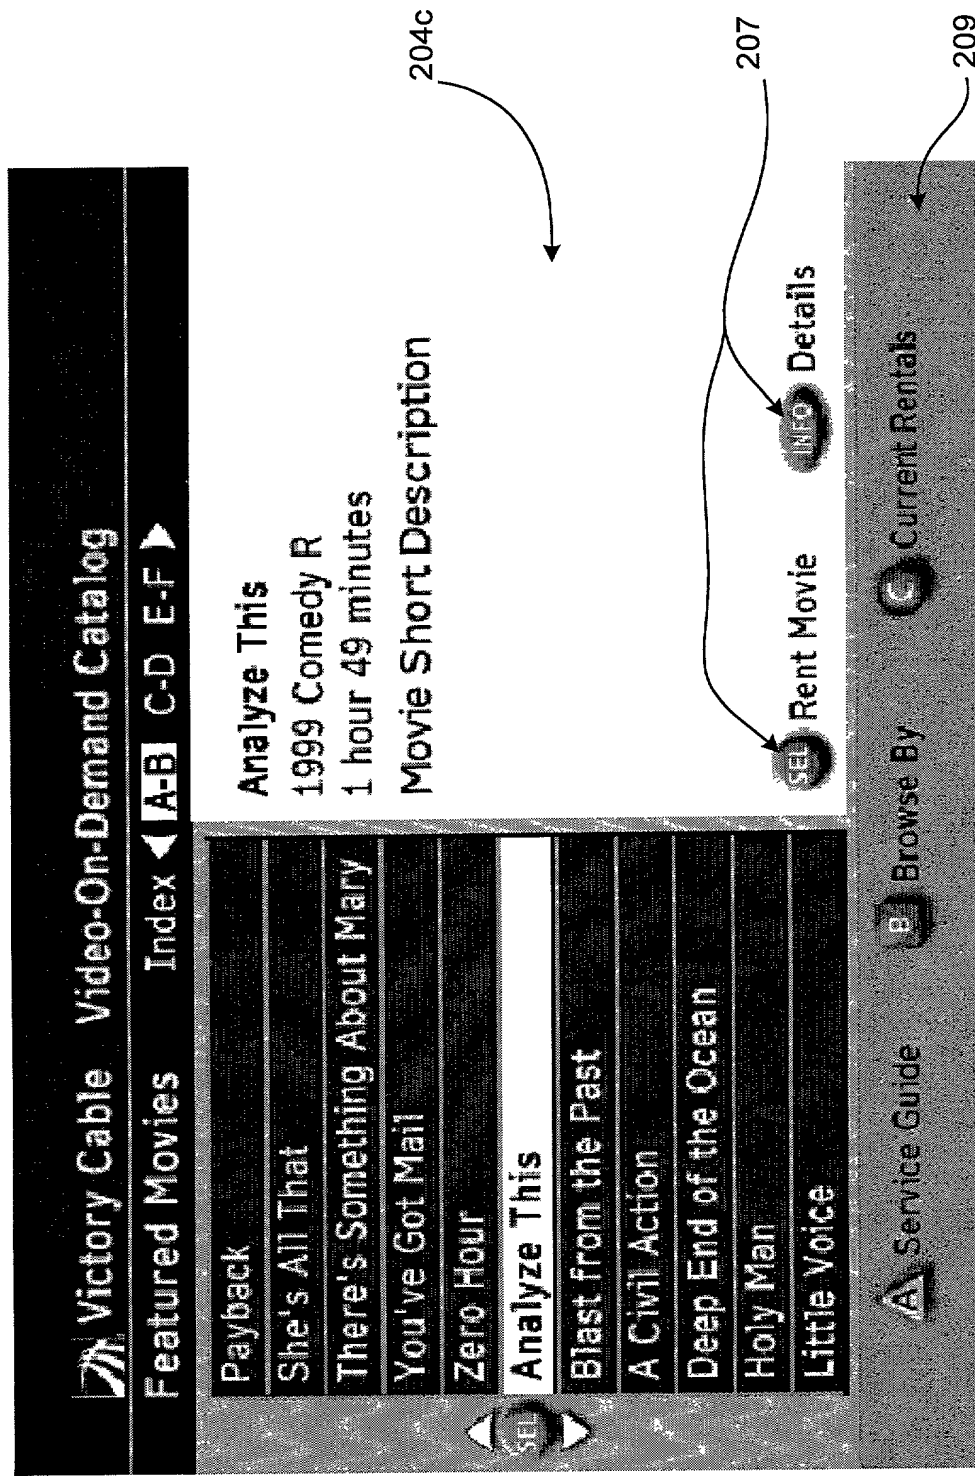 Victory Cable Video-On-Demand Catalog
Featured Movies Index A-B C-D E-F
Payback
She's All That
There's Something About Mary
You've Got Mail
Zero Hour
Analyze This
Blast from the Past
A Civil Action
Deep End of the Ocean
Holy Man
Little Voice
SEL
Analyze This
1999 Comedy R
1 hour 49 minutes
Movie Short Description
SEL Rent Movie INFO Details
A Service Guide B Browse By C Current Rentals
204c
207
209